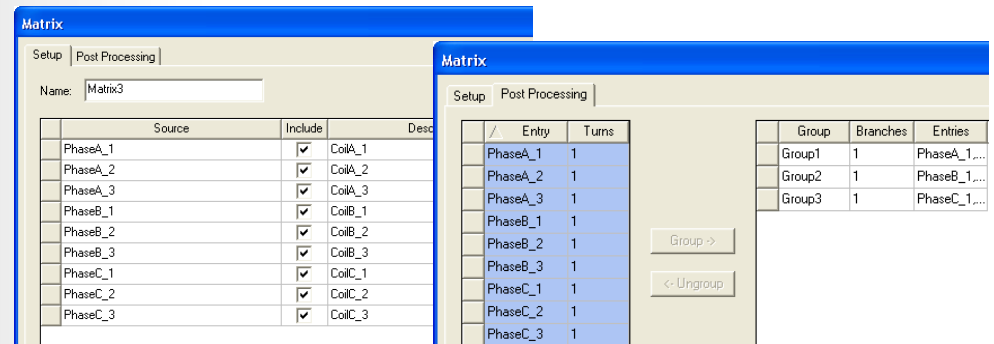 Matrix
Setup Post Processing
Name: Matrix3
Source Include Desc
PhaseA_1 CoilA_1
PhaseA_2 CoilA_2
PhaseA_3 CoilA_3
PhaseB_1 CoilB_1
PhaseB_2 CoilB_2
PhaseB_3 CoilB_3
PhaseC_1 CoilC_1
PhaseC_2 CoilC_2
PhaseC_3 CoilC_3
Matrix
Setup Post Processing
Entry Turns
PhaseA_1 1
PhaseA_2 1
PhaseA_3 1
PhaseB_1 1
PhaseB_2 1
PhaseB_3 1
PhaseC_1 1
PhaseC_2 1
PhaseC_3 1
Group ->
<- Ungroup
Group Branches Entries
Group1 1 PhaseA_1,...
Group2 1 PhaseB_1,...
Group3 1 PhaseC_1,...